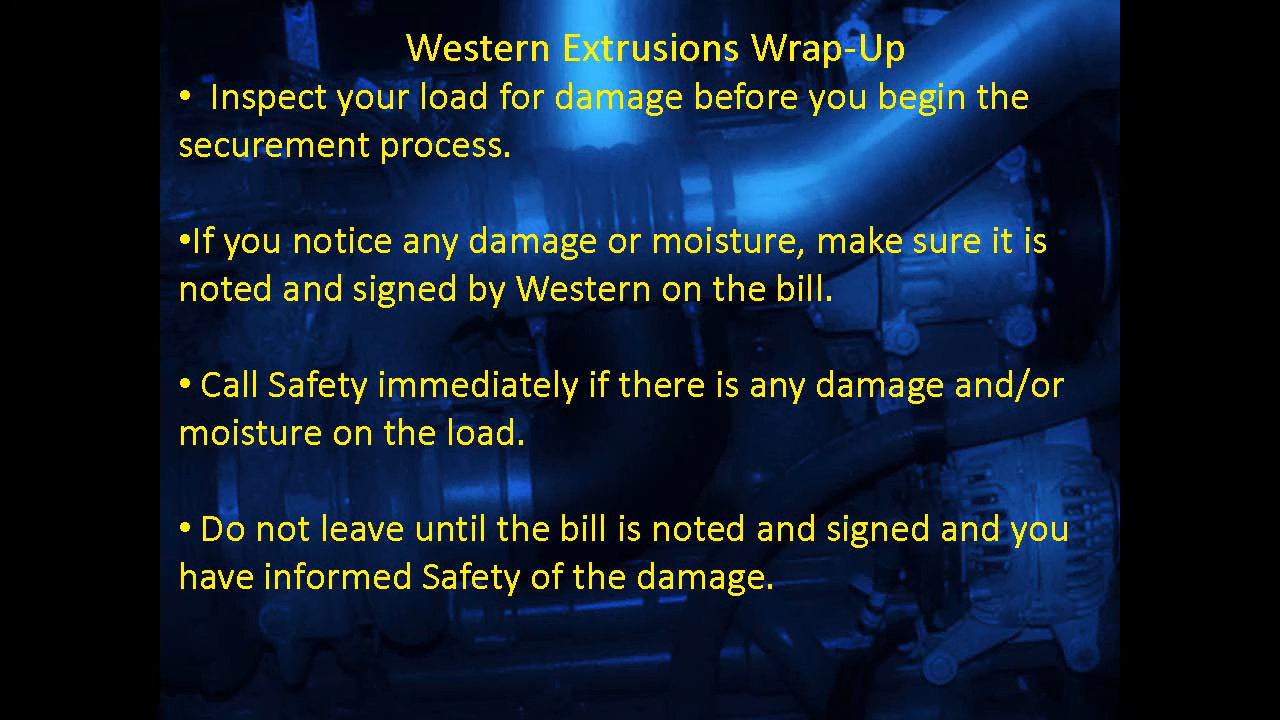 Western Extrusions Wrap-Up
• Inspect your load for damage before you begin the
securement process.
•If you notice any damage or moisture, make sure it is
noted and signed by Western on the bill.
• Call Safety immediately if there is any damage and/or
moisture on the load.
• Do not leave until the bill is noted and signed and you
have informed Safety of the damage.